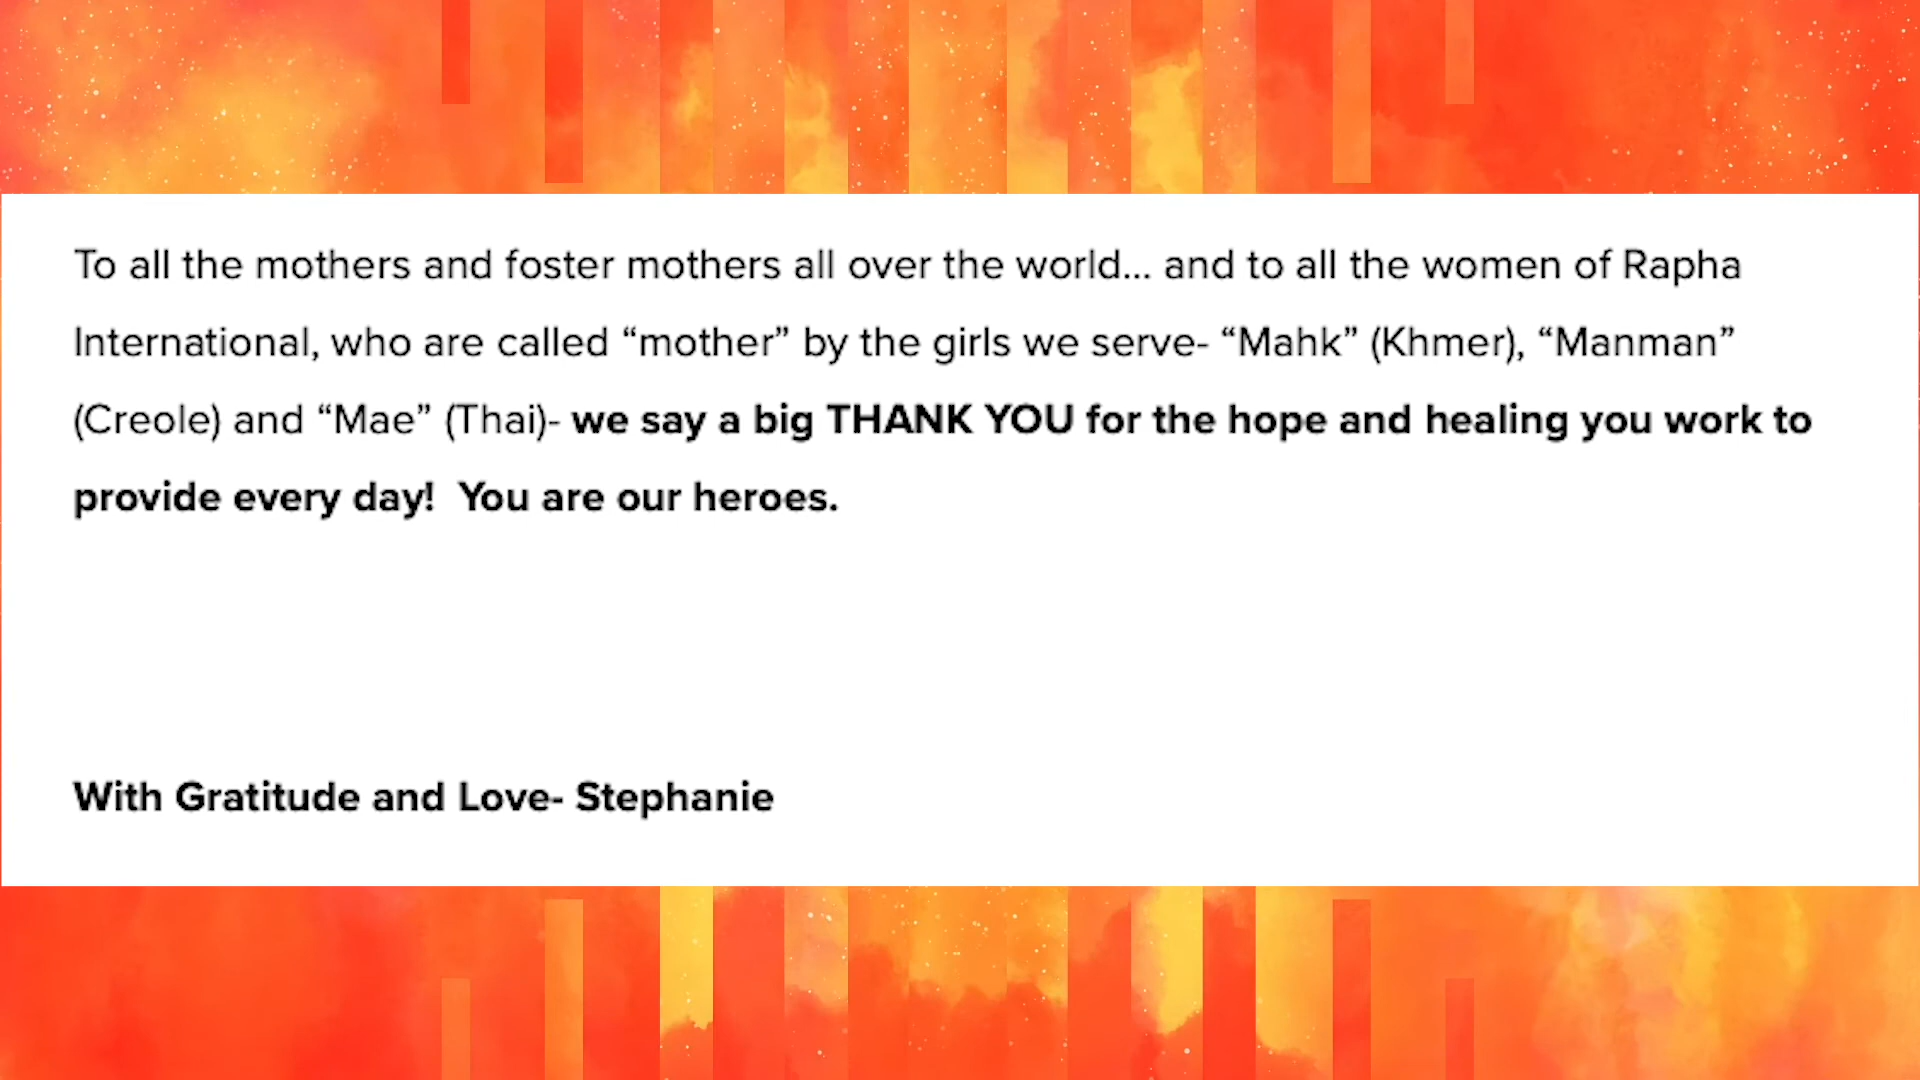 To all the mothers and foster mothers all over the world... and to all the women of Rapha
International, who are called “mother” by the girls we serve- “Mahk” (Khmer), “Manman”
(Creole) and “Mae” (Thai)- we say a big THANK YOU for the hope and healing you work to
provide every day!  You are our heroes.
With Gratitude and Love- Stephanie